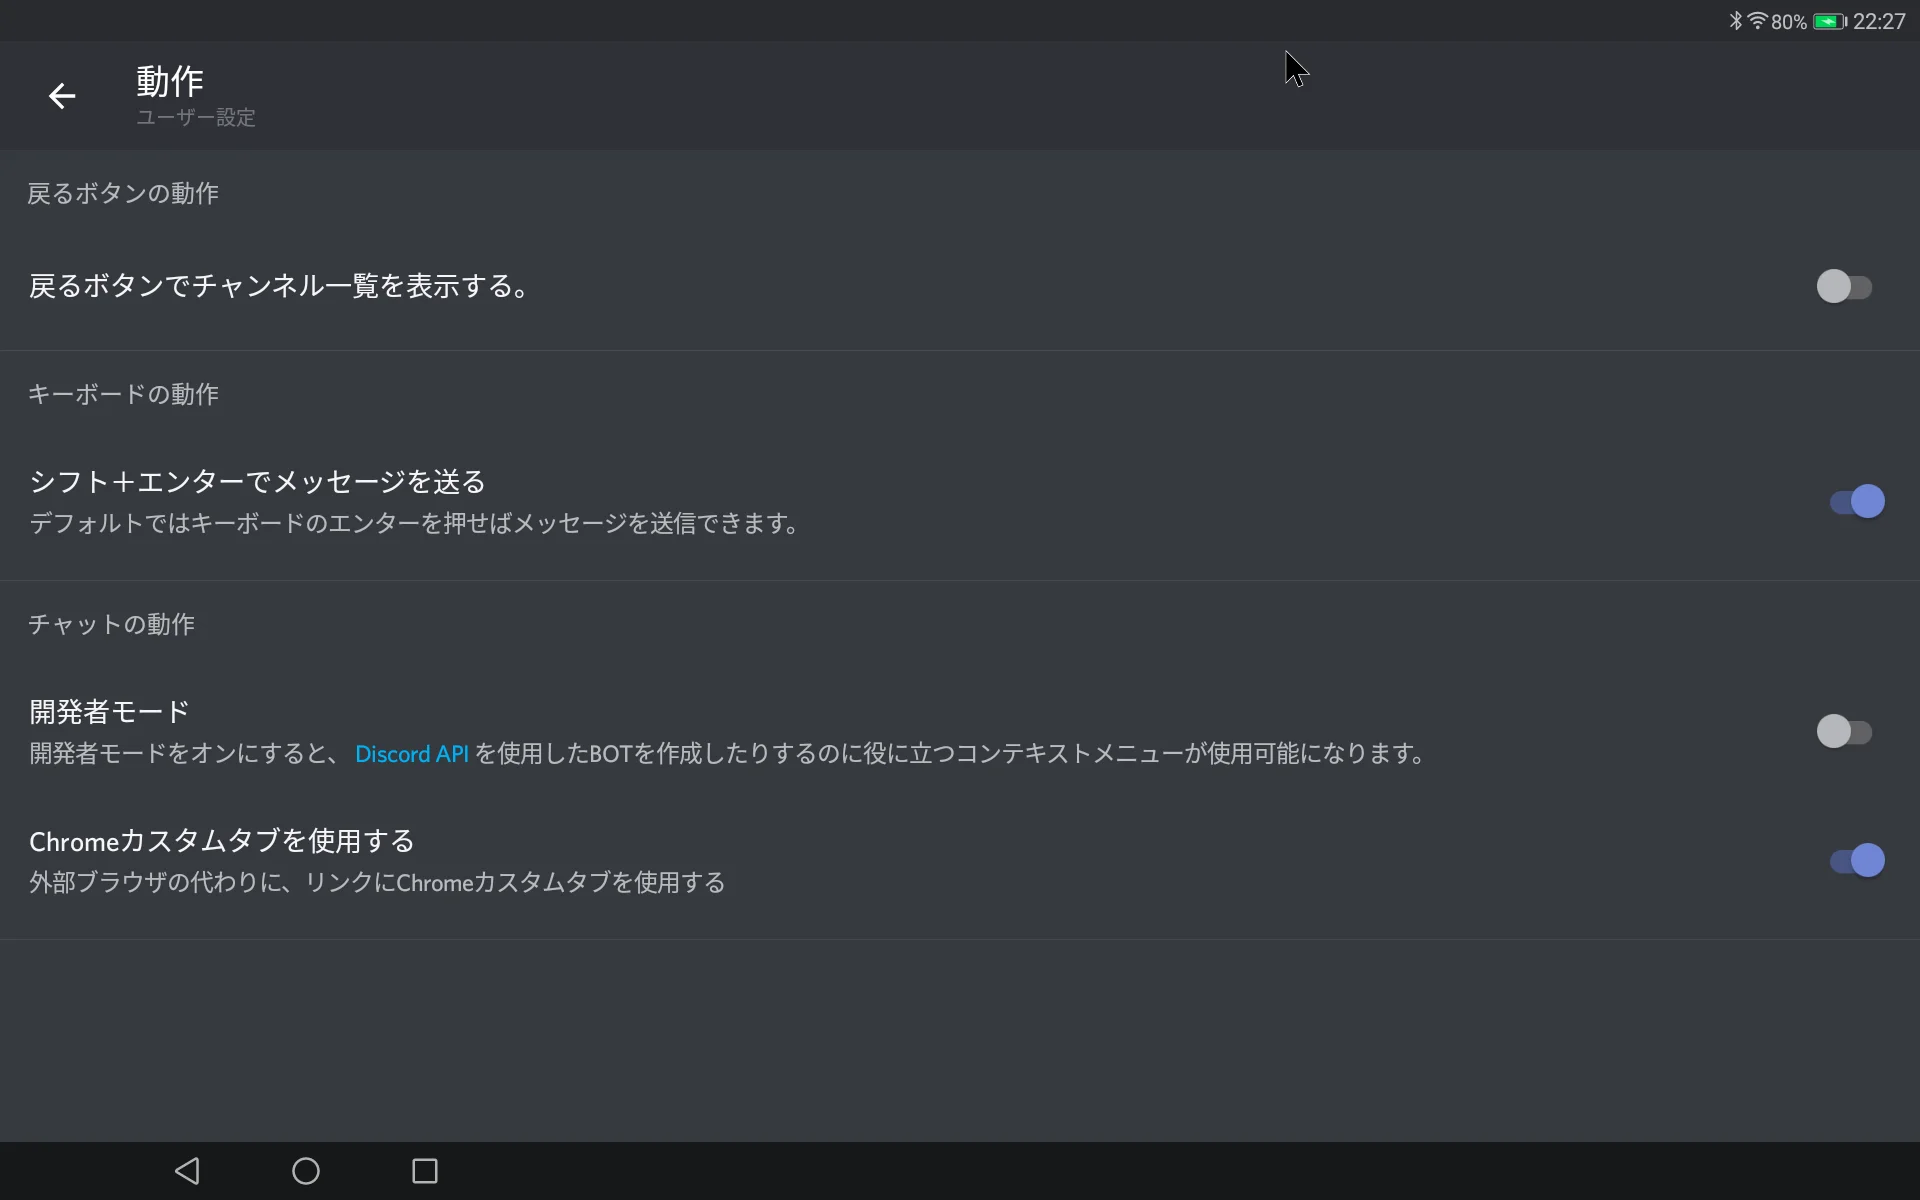 80% 22:27
動作
ユーザー設定
戻るボタンの動作
戻るボタンでチャンネル一覧を表示する。
キーボードの動作
シフト＋エンターでメッセージを送る
デフォルトではキーボードのエンターを押せばメッセージを送信できます。
チャットの動作
開発者モード
開発者モードをオンにすると、 Discord API を使用したBOTを作成したりするのに役に立つコンテキストメニューが使用可能になります。
Chromeカスタムタブを使用する
外部ブラウザの代わりに、リンクにChromeカスタムタブを使用する